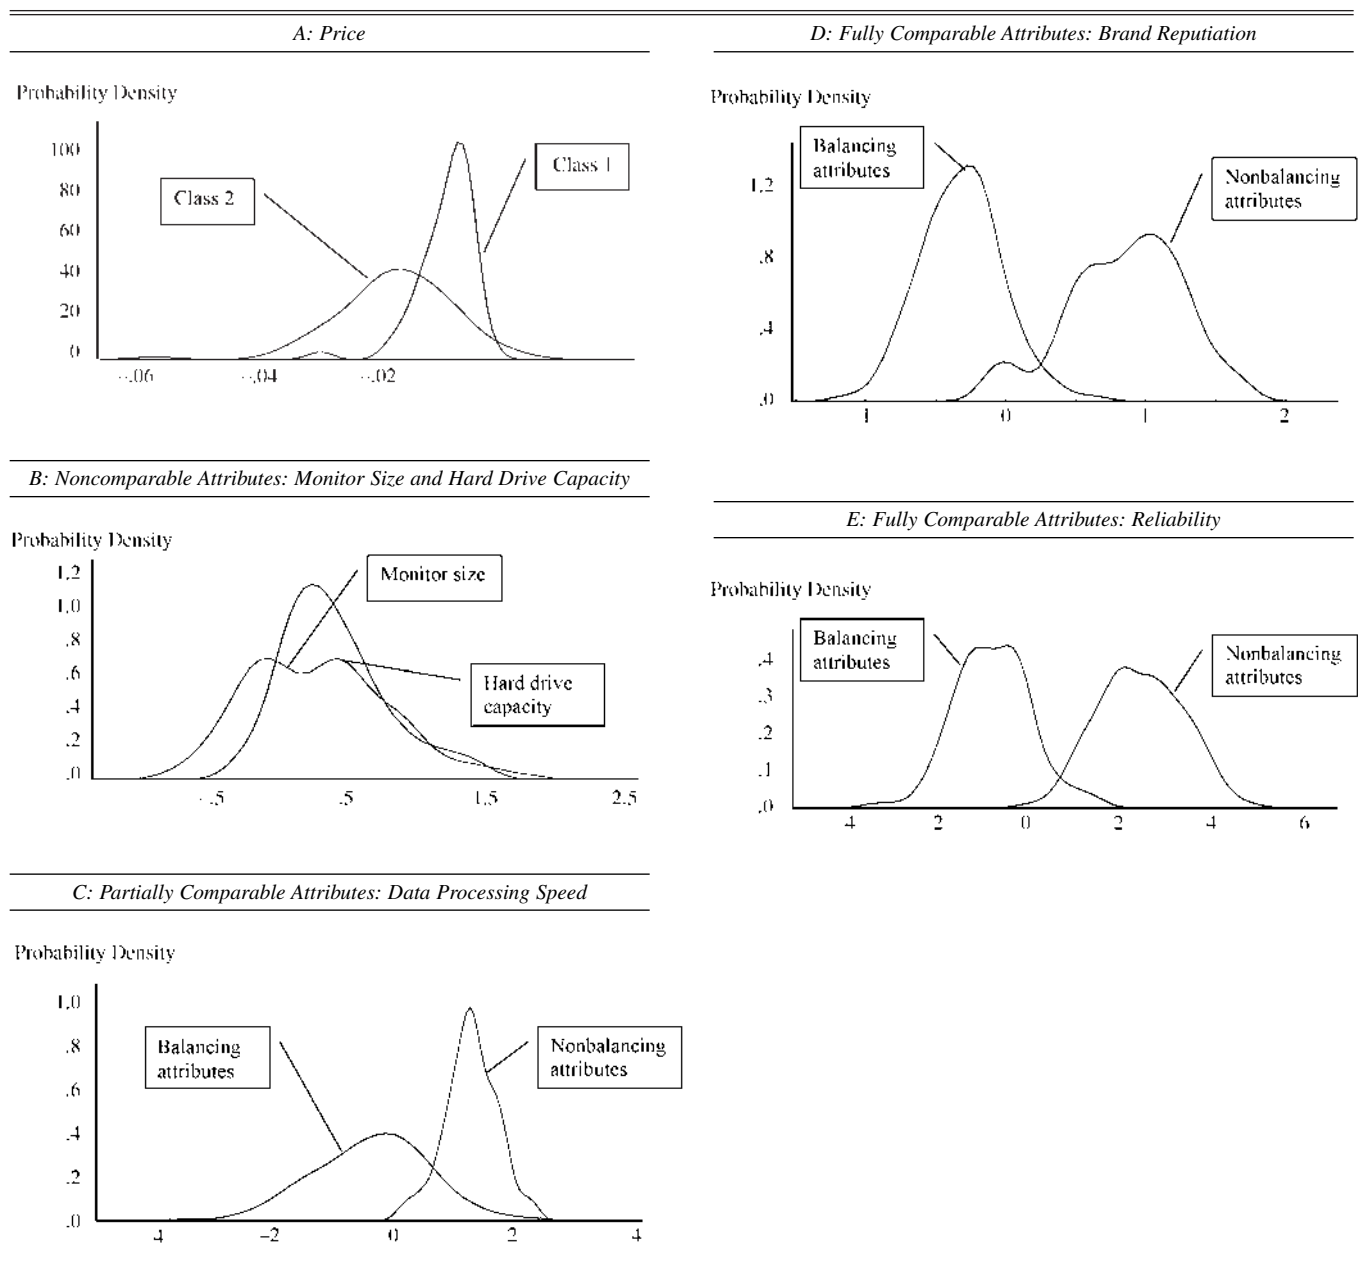 A: Price
Probability Density
100
80
60
40
20
0
Class 2
Class 1
-.06
-.04
-.02
B: Noncomparable Attributes: Monitor Size and Hard Drive Capacity
Probability Density
1.2
1.0
.8
.6
.4
.2
.0
Monitor size
Hard drive
capacity
-.5
.5
1.5
2.5
C: Partially Comparable Attributes: Data Processing Speed
Probability Density
1.0
.8
.6
.4
.2
.0
Balancing
attributes
Nonbalancing
attributes
4
-2
0
2
4
D: Fully Comparable Attributes: Brand Reputiation
Probability Density
1.2
.8
.4
.0
Balancing
attributes
Nonbalancing
attributes
1
0
1
2
E: Fully Comparable Attributes: Reliability
Probability Density
.4
.3
.2
.1
.0
Balancing
attributes
Nonbalancing
attributes
4
2
0
2
4
6